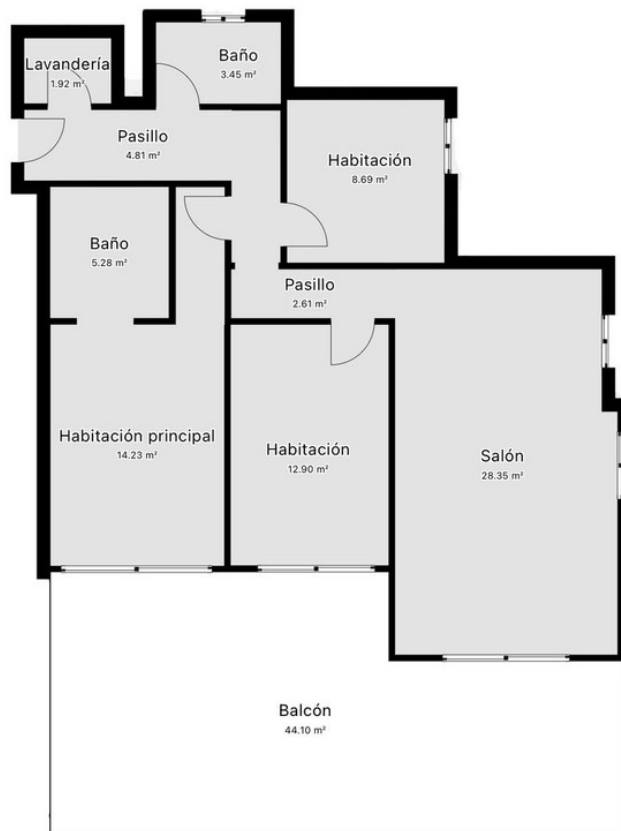 Lavandería
1.92 m²
Baño
3.45 m²
Pasillo
4.81 m²
Habitación
8.69 m²
Baño
5.28 m²
Pasillo
2.61 m²
Habitación principal
14.23 m²
Habitación
12.90 m²
Salón
28.35 m²
Balcón
44.10 m²